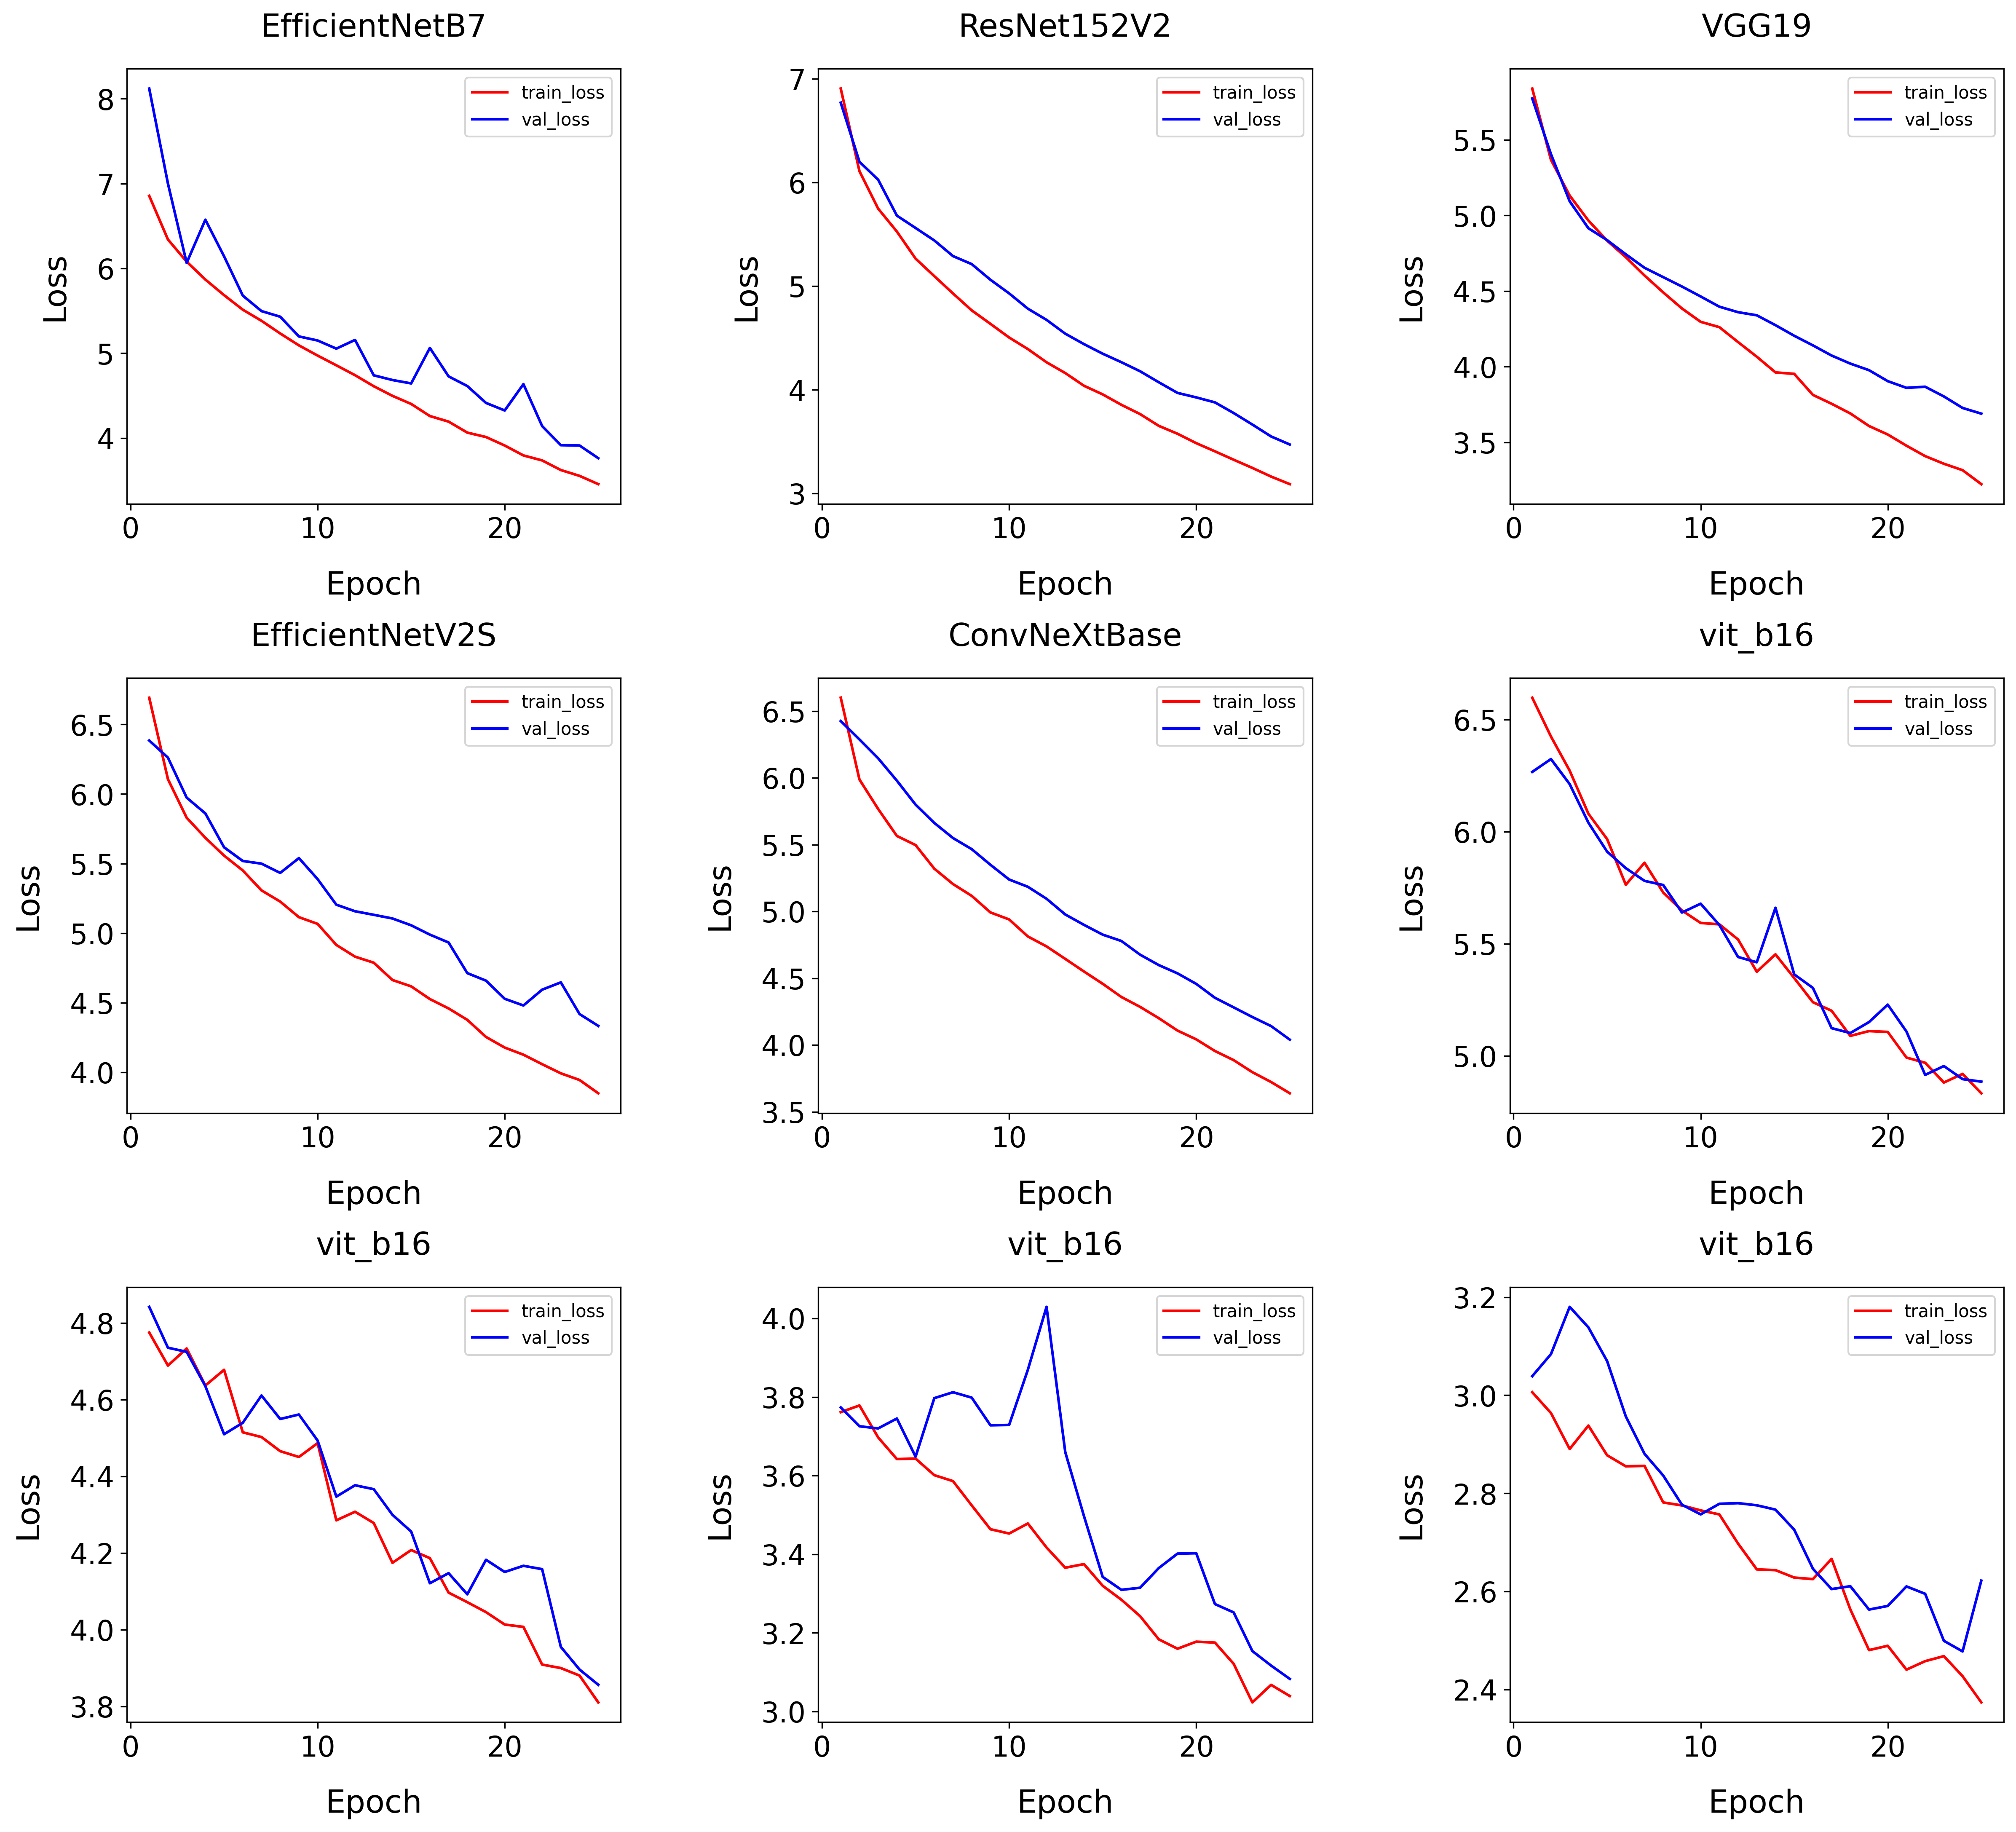 EfficientNetB7
ResNet152V2
VGG19
8
7
6
5
4
0
10
20
Loss
Epoch
train_loss
val_loss
7
6
5
4
3
0
10
20
Loss
Epoch
train_loss
val_loss
5.5
5.0
4.5
4.0
3.5
0
10
20
Loss
Epoch
train_loss
val_loss
EfficientNetV2S
ConvNeXtBase
vit_b16
6.5
6.0
5.5
5.0
4.5
4.0
0
10
20
Loss
Epoch
train_loss
val_loss
6.5
6.0
5.5
5.0
4.5
4.0
3.5
0
10
20
Loss
Epoch
train_loss
val_loss
6.5
6.0
5.5
5.0
0
10
20
Loss
Epoch
train_loss
val_loss
vit_b16
vit_b16
vit_b16
4.8
4.6
4.4
4.2
4.0
3.8
0
10
20
Loss
Epoch
train_loss
val_loss
4.0
3.8
3.6
3.4
3.2
3.0
0
10
20
Loss
Epoch
train_loss
val_loss
3.2
3.0
2.8
2.6
2.4
0
10
20
Loss
Epoch
train_loss
val_loss